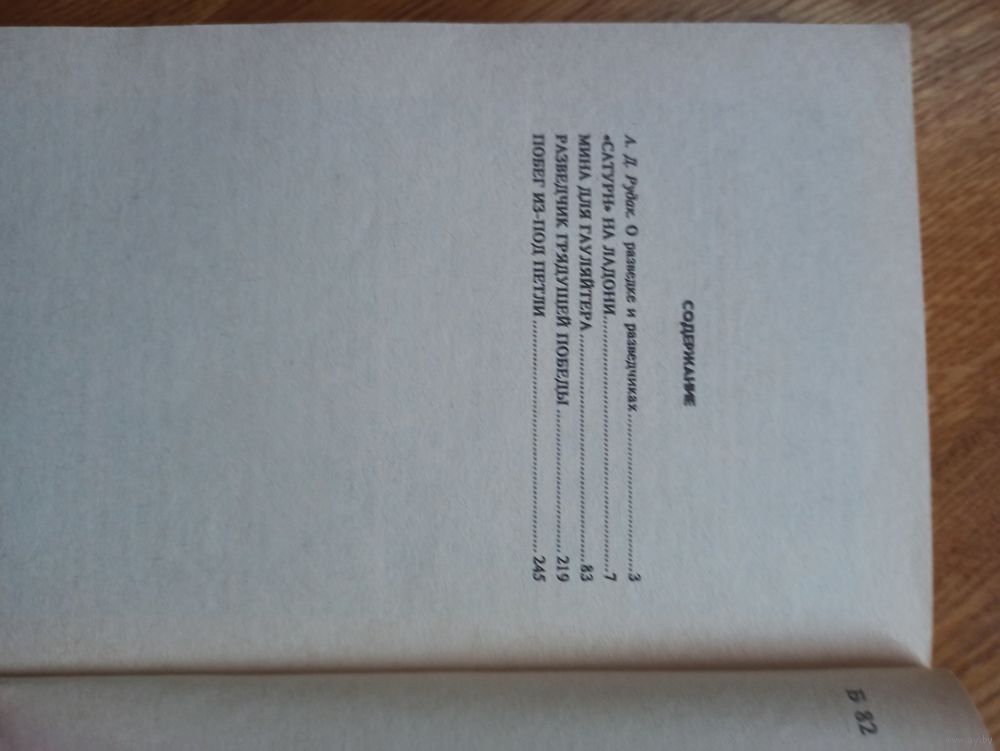 СОДЕРЖАНИЕ
А. Д. Рудак. О разведке и разведчиках..............................3
«САТУРН» НА ЛАДОНИ..............................................7
МИНА ДЛЯ ГАУЛЯЙТЕРА..........................................83
РАЗВЕДЧИК ГРЯДУЩЕЙ ПОБЕДЫ..........................219
ПОБЕГ ИЗ-ПОД ПЕТЛИ..........................................245
Б 82